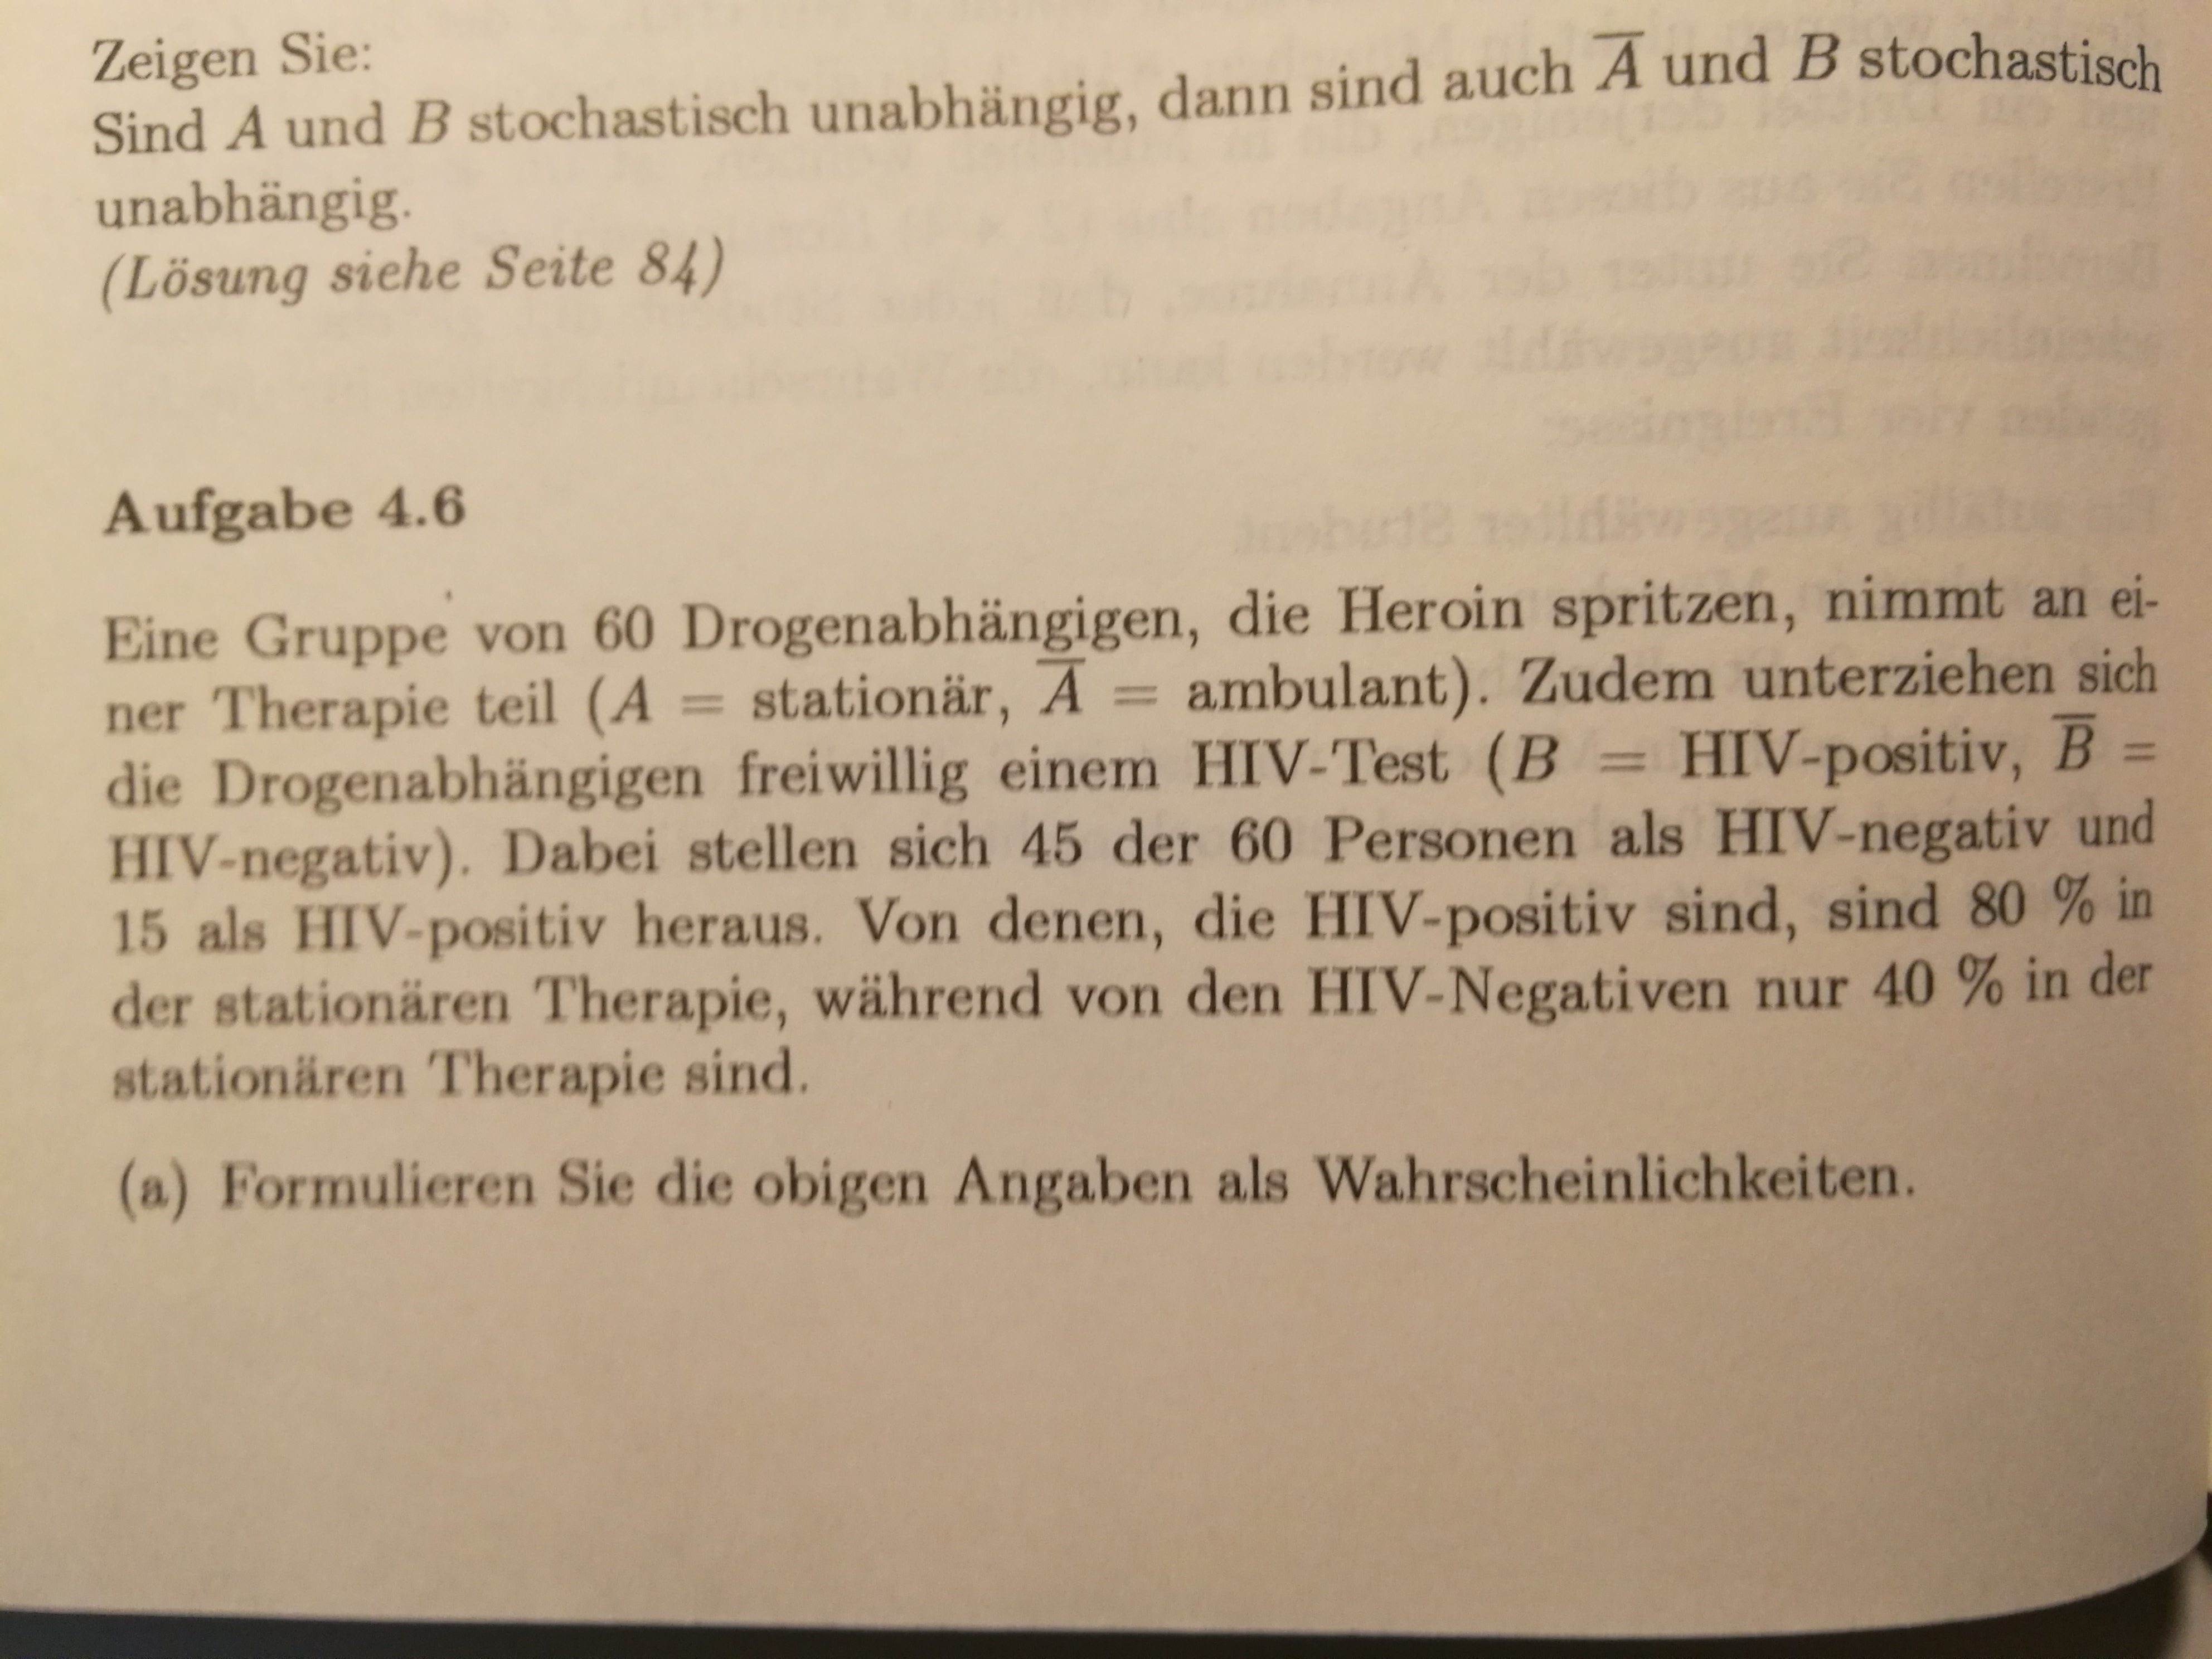 Zeigen Sie:
Sind A und B stochastisch unabhängig, dann sind auch A̅ und B stochastisch
unabhängig.
(Lösung siehe Seite 84)
Aufgabe 4.6
Eine Gruppe von 60 Drogenabhängigen, die Heroin spritzen, nimmt an ei-
ner Therapie teil (A = stationär, A̅ = ambulant). Zudem unterziehen sich
die Drogenabhängigen freiwillig einem HIV-Test (B = HIV-positiv, B̅ =
HIV-negativ). Dabei stellen sich 45 der 60 Personen als HIV-negativ und
15 als HIV-positiv heraus. Von denen, die HIV-positiv sind, sind 80 % in
der stationären Therapie, während von den HIV-Negativen nur 40 % in der
stationären Therapie sind.
(a) Formulieren Sie die obigen Angaben als Wahrscheinlichkeiten.